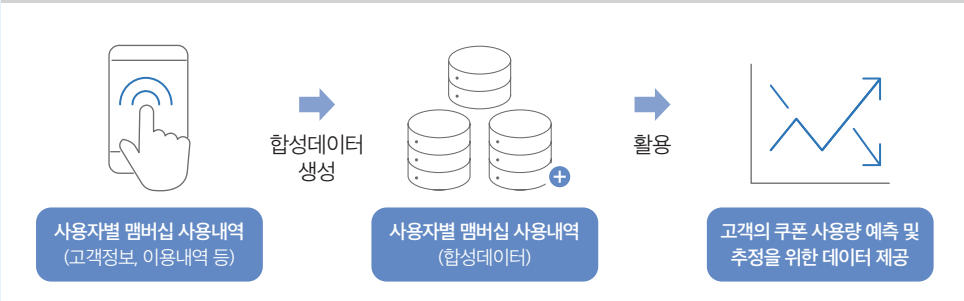 합성데이터
생성
활용
사용자별 맴버십 사용내역
(고객정보, 이용내역 등)
사용자별 맴버십 사용내역
(합성데이터)
고객의 쿠폰 사용량 예측 및
추정을 위한 데이터 제공